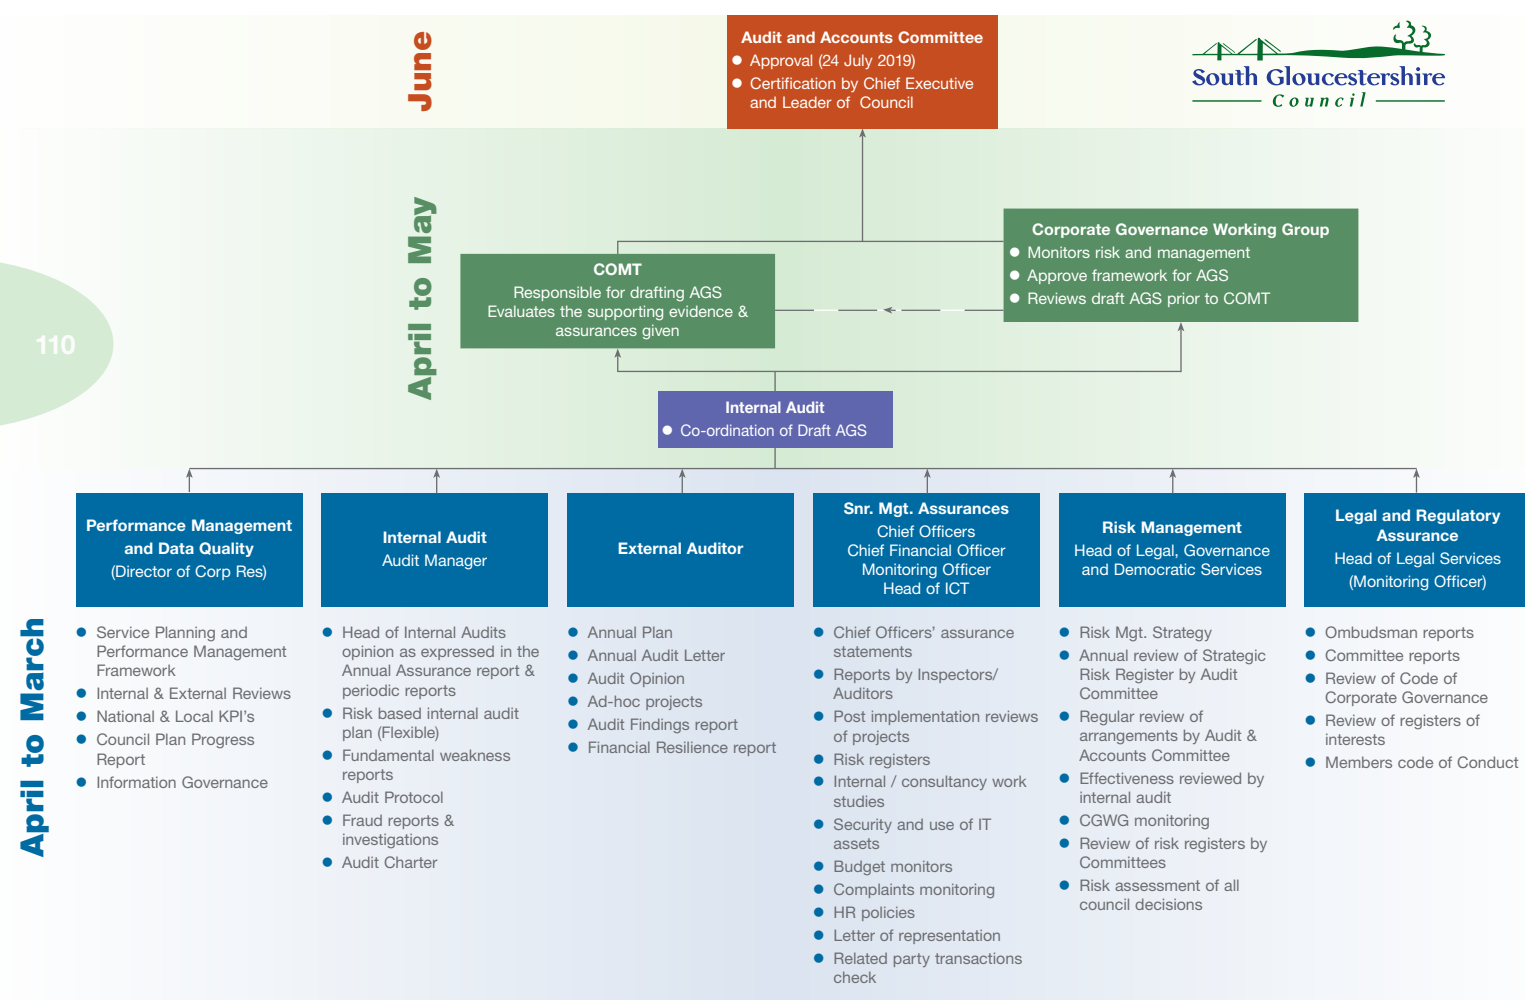 June
Audit and Accounts Committee
● Approval (24 July 2019)
● Certification by Chief Executive
and Leader of Council
South Gloucestershire
Council
April to May
110
Corporate Governance Working Group
● Monitors risk and management
● Approve framework for AGS
● Reviews draft AGS prior to COMT
COMT
Responsible for drafting AGS
Evaluates the supporting evidence &
assurances given
Internal Audit
● Co-ordination of Draft AGS
April to March
Performance Management
and Data Quality
(Director of Corp Res)
● Service Planning and
Performance Management
Framework
● Internal & External Reviews
● National & Local KPI's
● Council Plan Progress
Report
● Information Governance
Internal Audit
Audit Manager
● Head of Internal Audits
opinion as expressed in the
Annual Assurance report &
periodic reports
● Risk based internal audit
plan (Flexible)
● Fundamental weakness
reports
● Audit Protocol
● Fraud reports &
investigations
● Audit Charter
External Auditor
● Annual Plan
● Annual Audit Letter
● Audit Opinion
● Ad-hoc projects
● Audit Findings report
● Financial Resilience report
Snr. Mgt. Assurances
Chief Officers
Chief Financial Officer
Monitoring Officer
Head of ICT
● Chief Officers' assurance
statements
● Reports by Inspectors/
Auditors
● Post implementation reviews
of projects
● Risk registers
● Internal / consultancy work
studies
● Security and use of IT
assets
● Budget monitors
● Complaints monitoring
● HR policies
● Letter of representation
● Related party transactions
check
Risk Management
Head of Legal, Governance
and Democratic Services
● Risk Mgt. Strategy
● Annual review of Strategic
Risk Register by Audit
Committee
● Regular review of
arrangements by Audit &
Accounts Committee
● Effectiveness reviewed by
internal audit
● CGWG monitoring
● Review of risk registers by
Committees
● Risk assessment of all
council decisions
Legal and Regulatory
Assurance
Head of Legal Services
(Monitoring Officer)
● Ombudsman reports
● Committee reports
● Review of Code of
Corporate Governance
● Review of registers of
interests
● Members code of Conduct